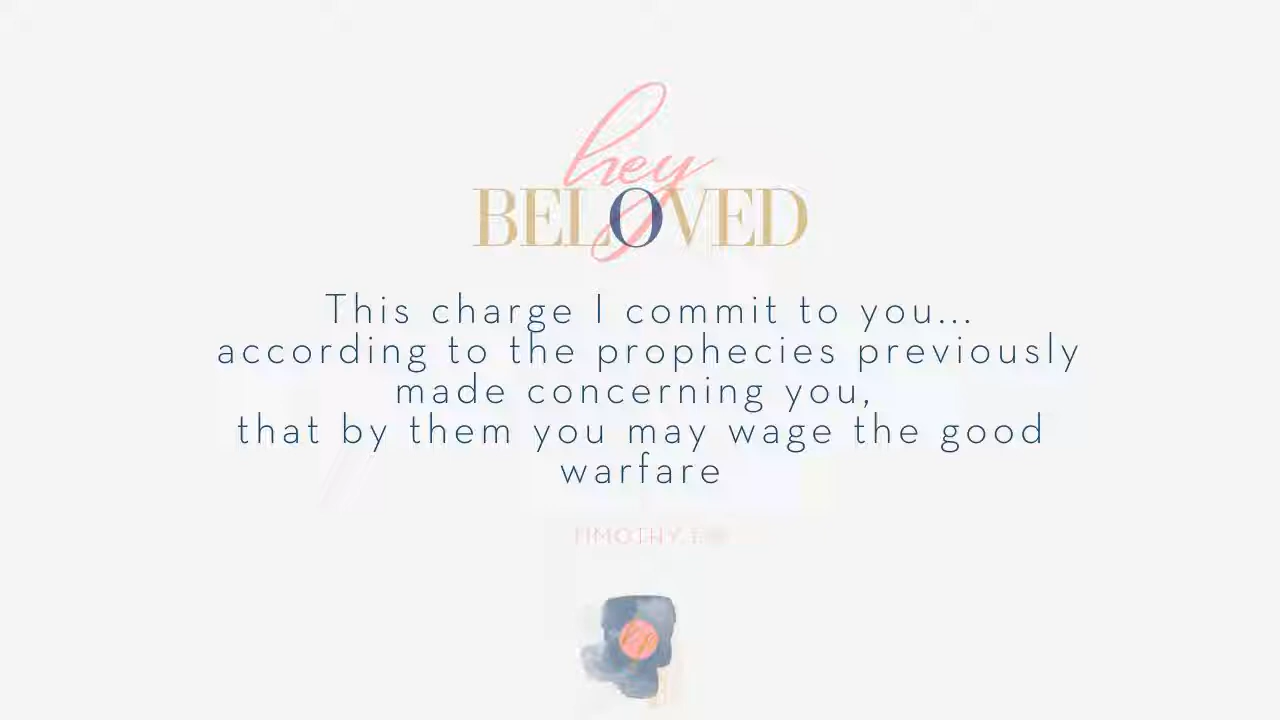 hey
BELOVED
This charge I commit to you...
according to the prophecies previously
made concerning you,
that by them you may wage the good
warfare
TIMOTHY